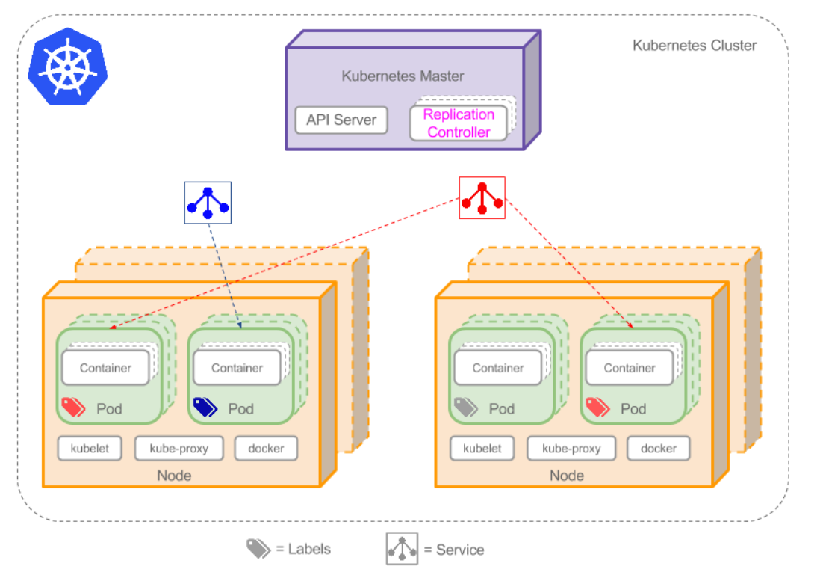 Kubernetes Cluster
Kubernetes Master
API Server
Replication
Controller
Container
Pod
Container
Pod
kubelet
kube-proxy
docker
Node
Container
Pod
Container
Pod
kubelet
kube-proxy
docker
Node
= Labels
= Service